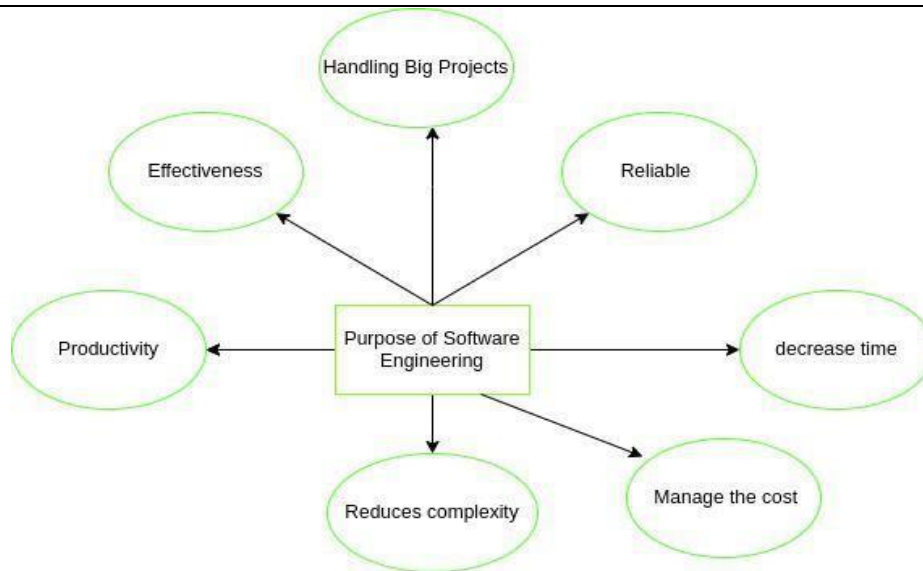 Handling Big Projects
Effectiveness
Reliable
Productivity
Purpose of Software
Engineering
decrease time
Reduces complexity
Manage the cost